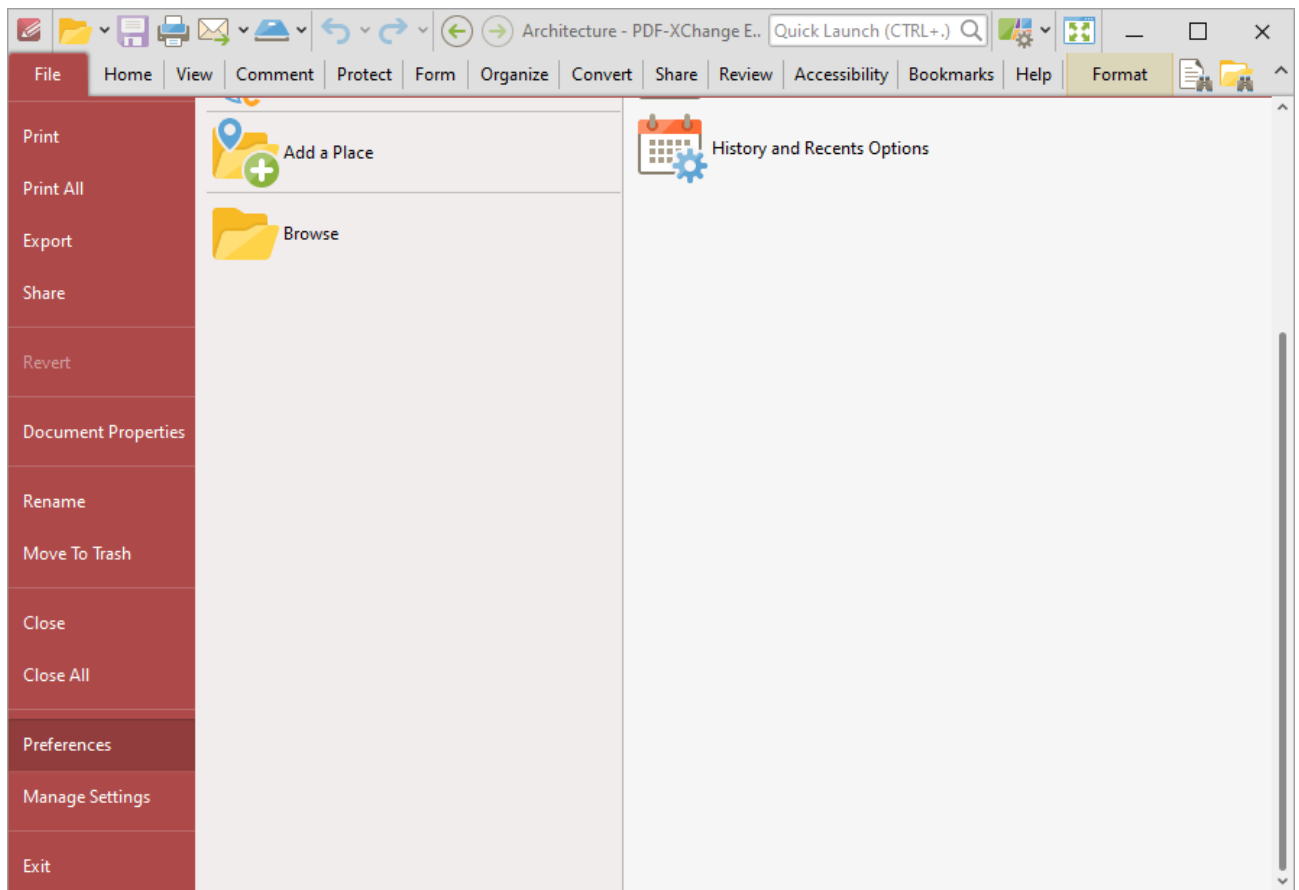 Architecture - PDF-XChange E..
Quick Launch (CTRL+.)
File
Home
View
Comment
Protect
Form
Organize
Convert
Share
Review
Accessibility
Bookmarks
Help
Format
Print
Print All
Export
Share
Revert
Document Properties
Rename
Move To Trash
Close
Close All
Preferences
Manage Settings
Exit
Add a Place
Browse
History and Recents Options